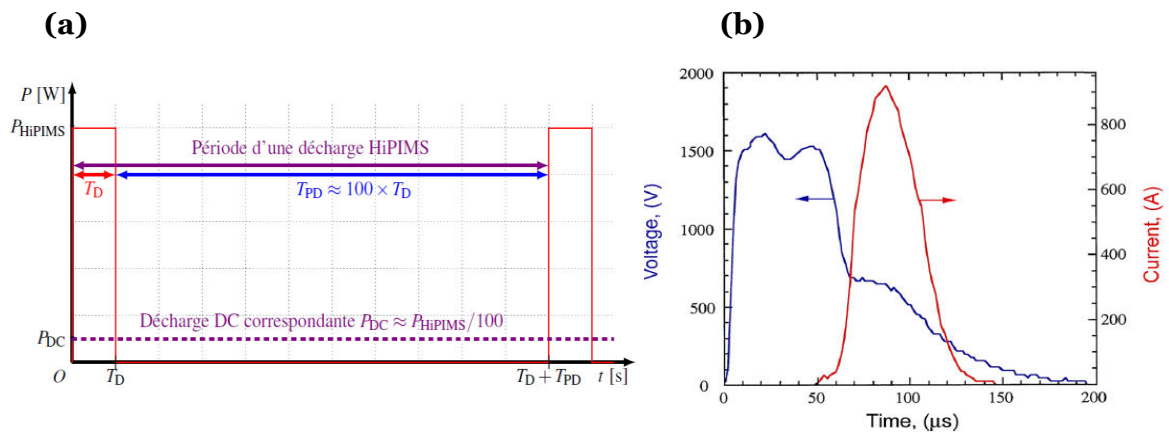 (a)
P [W]
P_HiPIMS
Période d'une décharge HiPIMS
T_D
T_PD ≈ 100 × T_D
Décharge DC correspondante P_DC ≈ P_HiPIMS/100
P_DC
O
T_D
T_D + T_PD
t [s]
(b)
2000
1500
1000
500
0
Voltage, (V)
800
600
400
200
0
Current, (A)
0
50
100
150
200
Time, (μs)